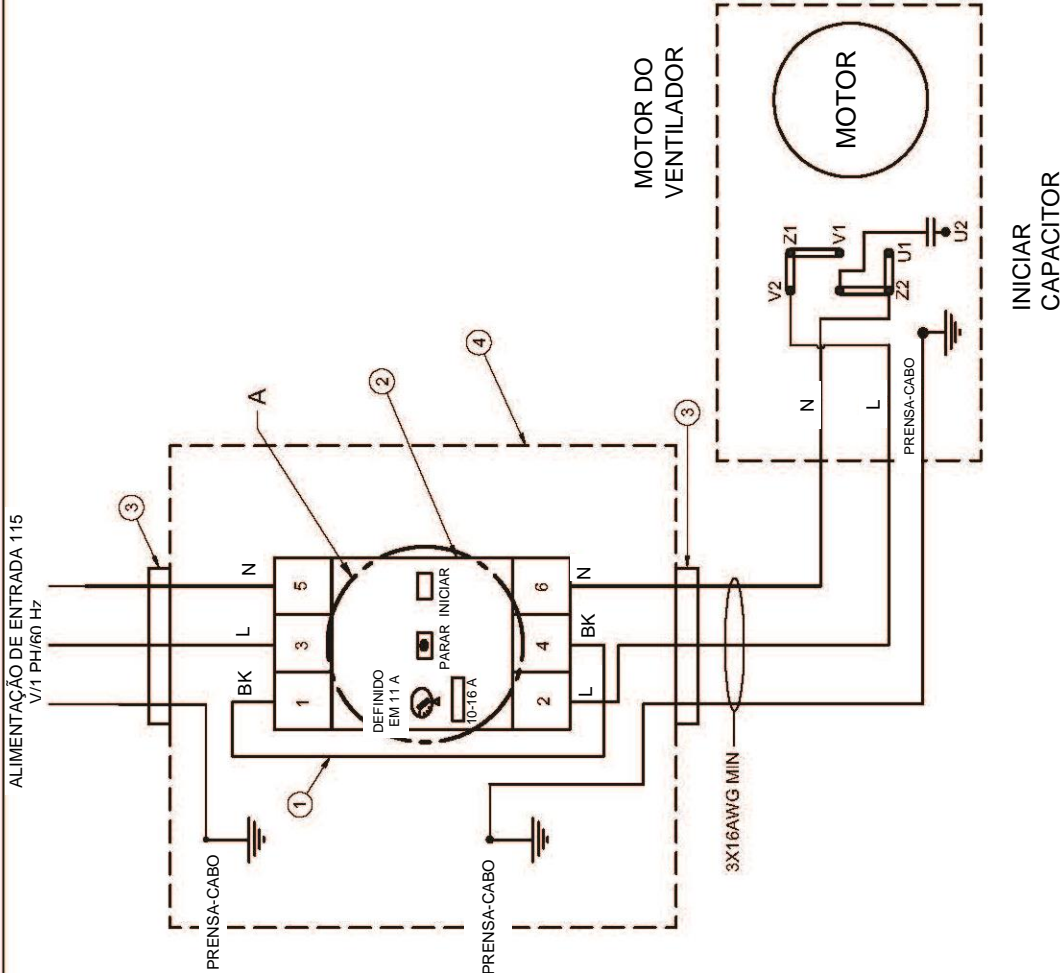 ALIMENTAÇÃO DE ENTRADA 115
V/1 PH/60 Hz
MOTOR DO
VENTILADOR
MOTOR
INICIAR
CAPACITOR
V2
Z1
V1
U1
Z2
U2
N
L
PRENSA-CABO
3
4
A
2
N
L
BK
5
3
1
DEFINIDO
EM 11 A
10-16 A
PARAR
INICIAR
6
4
2
N
BK
L
1
3
PRENSA-CABO
PRENSA-CABO
3X16AWG MIN